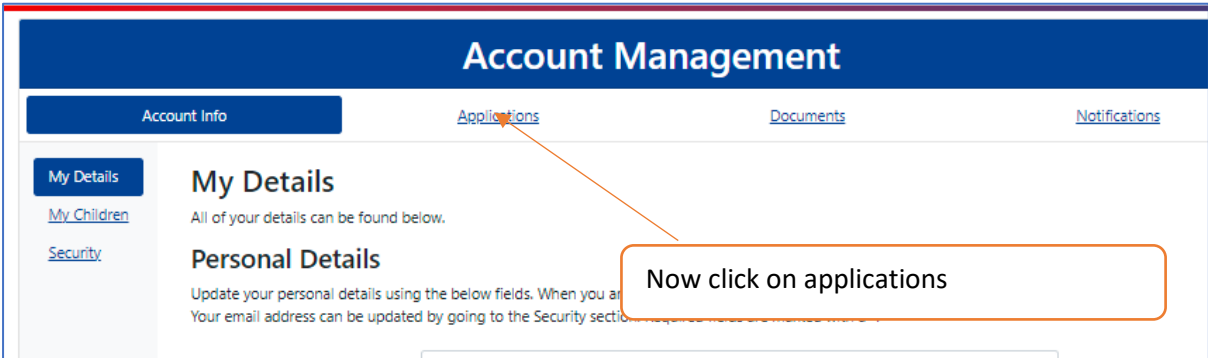 Account Management
Account Info Applications Documents Notifications
My Details
My Children
Security
My Details
All of your details can be found below.
Personal Details
Update your personal details using the below fields. When you
Your email address can be updated by going to the Security section.
Now click on applications